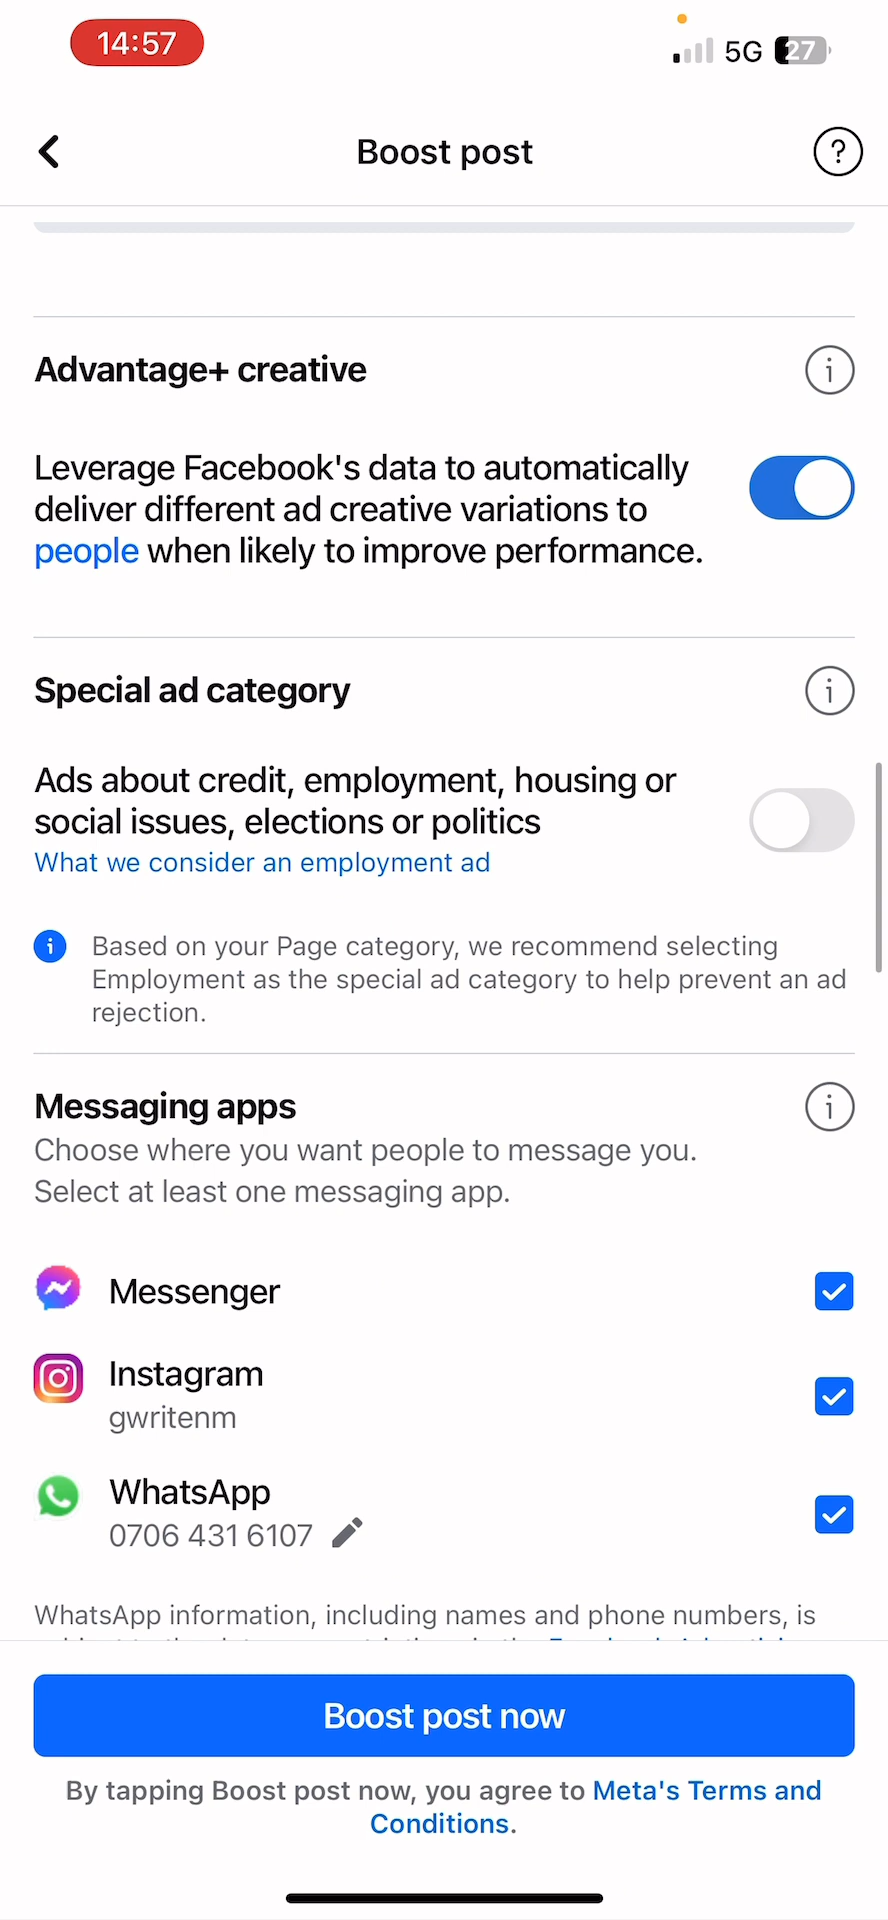 14:57
5G 27
Boost post
Advantage+ creative
Leverage Facebook's data to automatically
deliver different ad creative variations to
people when likely to improve performance.
Special ad category
Ads about credit, employment, housing or
social issues, elections or politics
What we consider an employment ad
Based on your Page category, we recommend selecting
Employment as the special ad category to help prevent an ad
rejection.
Messaging apps
Choose where you want people to message you.
Select at least one messaging app.
Messenger
Instagram
gwritenm
WhatsApp
0706 431 6107
WhatsApp information, including names and phone numbers, is
Boost post now
By tapping Boost post now, you agree to Meta's Terms and
Conditions.